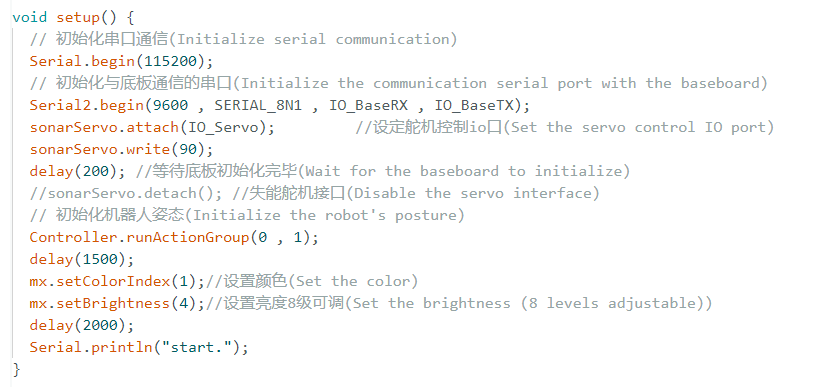 void setup() {
  // 初始化串口通信(Initialize serial communication)
  Serial.begin(115200);
  // 初始化与底板通信的串口(Initialize the communication serial port with the baseboard)
  Serial2.begin(9600 , SERIAL_8N1 , IO_BaseRX , IO_BaseTX);
  sonarServo.attach(IO_Servo);          //设定舵机控制io口(Set the servo control IO port)
  sonarServo.write(90);
  delay(200); //等待底板初始化完毕(Wait for the baseboard to initialize)
  //sonarServo.detach(); //失能舵机接口(Disable the servo interface)
  // 初始化机器人姿态(Initialize the robot's posture)
  Controller.runActionGroup(0 , 1);
  delay(1500);
  mx.setColorIndex(1);//设置颜色(Set the color)
  mx.setBrightness(4);//设置亮度8级可调(Set the brightness (8 levels adjustable))
  delay(2000);
  Serial.println("start.");
}